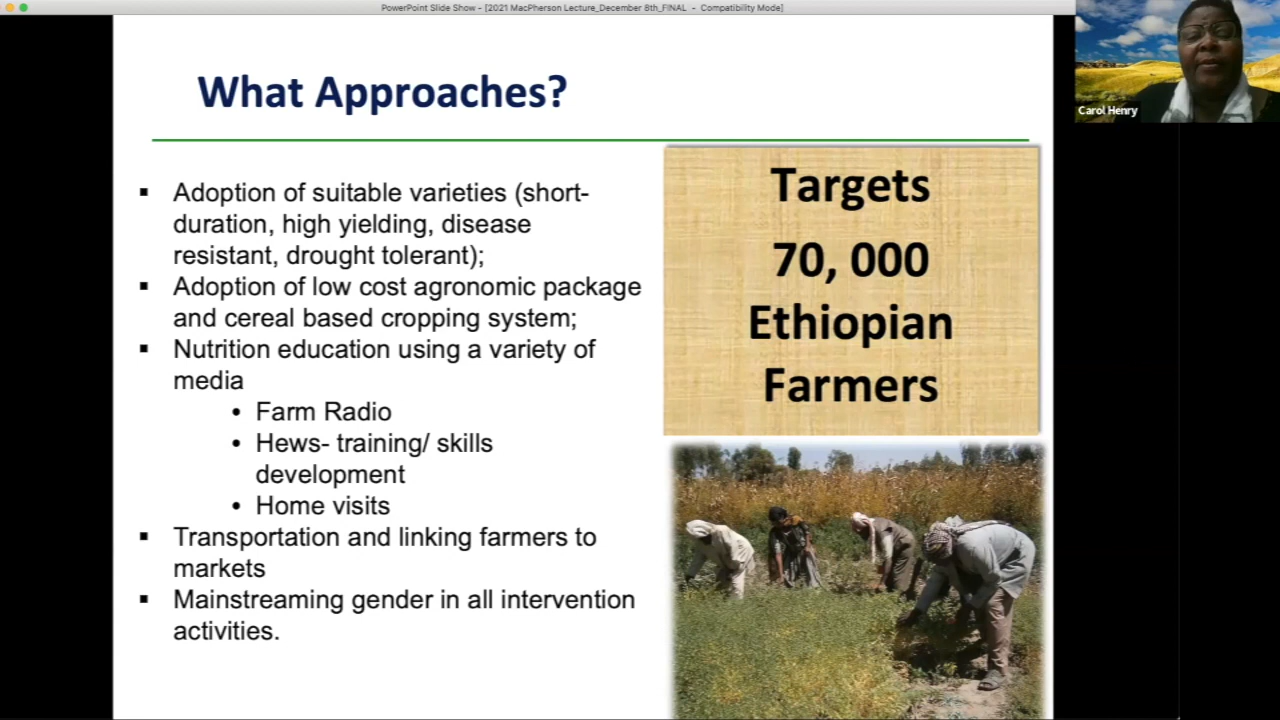 PowerPoint Slide Show - [2021 MacPherson Lecture_December 8th_FINAL - Compatibility Mode]
Carol Henry
What Approaches?
▪ Adoption of suitable varieties (short-
duration, high yielding, disease
resistant, drought tolerant);
▪ Adoption of low cost agronomic package
and cereal based cropping system;
▪ Nutrition education using a variety of
media
• Farm Radio
• Hews- training/ skills
development
• Home visits
▪ Transportation and linking farmers to
markets
▪ Mainstreaming gender in all intervention
activities.
Targets
70, 000
Ethiopian
Farmers